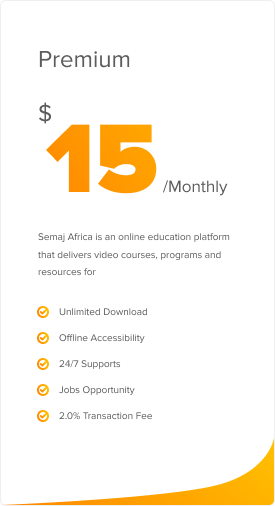 Premium
$
15 /Monthly
Semaj Africa is an online education platform
that delivers video courses, programs and
resources for
Unlimited Download
Offline Accessibility
24/7 Supports
Jobs Opportunity
2.0% Transaction Fee